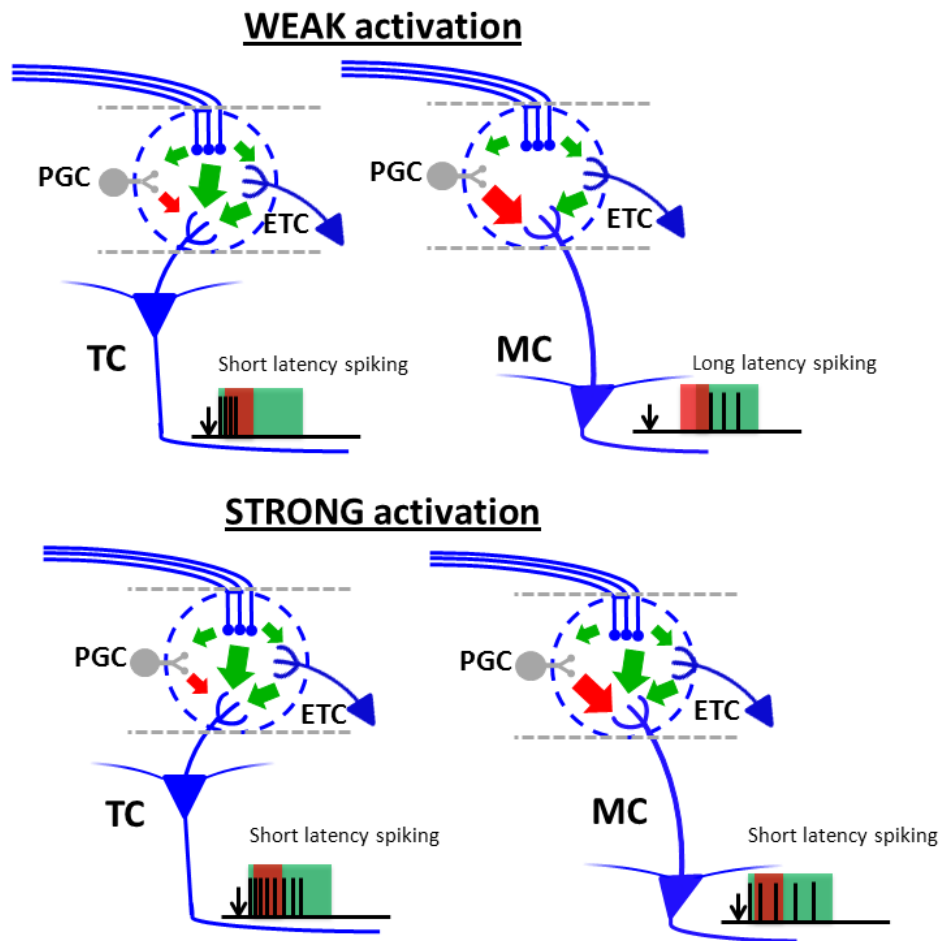 WEAK activation
PGC
ETC
TC
Short latency spiking
PGC
ETC
MC
Long latency spiking
STRONG activation
PGC
ETC
TC
Short latency spiking
PGC
ETC
MC
Short latency spiking